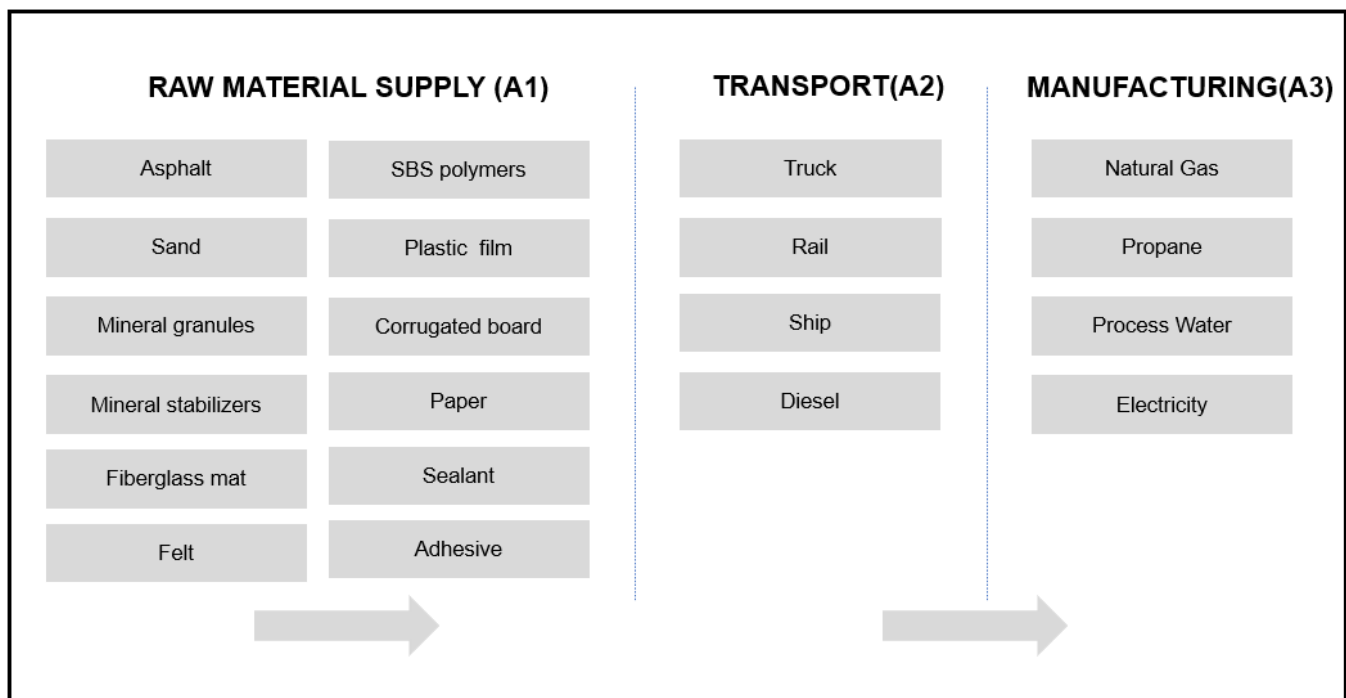 RAW MATERIAL SUPPLY (A1)
Asphalt
SBS polymers
Sand
Plastic film
Mineral granules
Corrugated board
Mineral stabilizers
Paper
Fiberglass mat
Sealant
Felt
Adhesive
TRANSPORT(A2)
Truck
Rail
Ship
Diesel
MANUFACTURING(A3)
Natural Gas
Propane
Process Water
Electricity